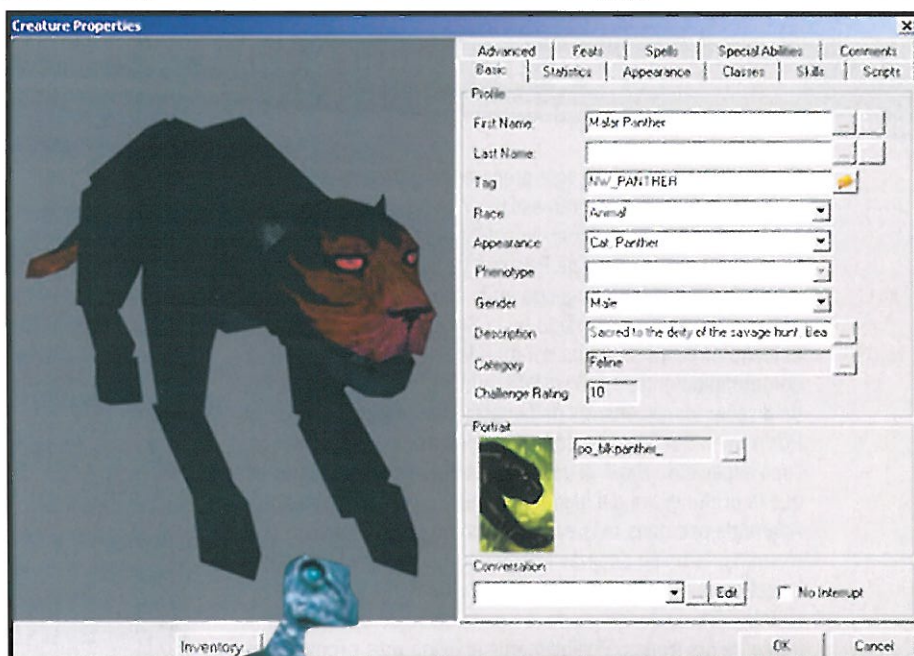 Creature Properties
Advanced Feats Spells Special Abilities Comments
Basic Statistics Appearance Classes Skills Scripts
Profile
First Name: Malar Panther ...
Last Name: ...
Tag NW_PANTHER
Race Animal
Appearance Cat, Panther
Phenotype
Gender Male
Description Sacred to the deity of the savage hunt, Bea ...
Category Feline ...
Challenge Rating 10
Portrait
po_blkpanther_ ...
Conversation
... Edit No Interrupt
Inventory OK Cancel